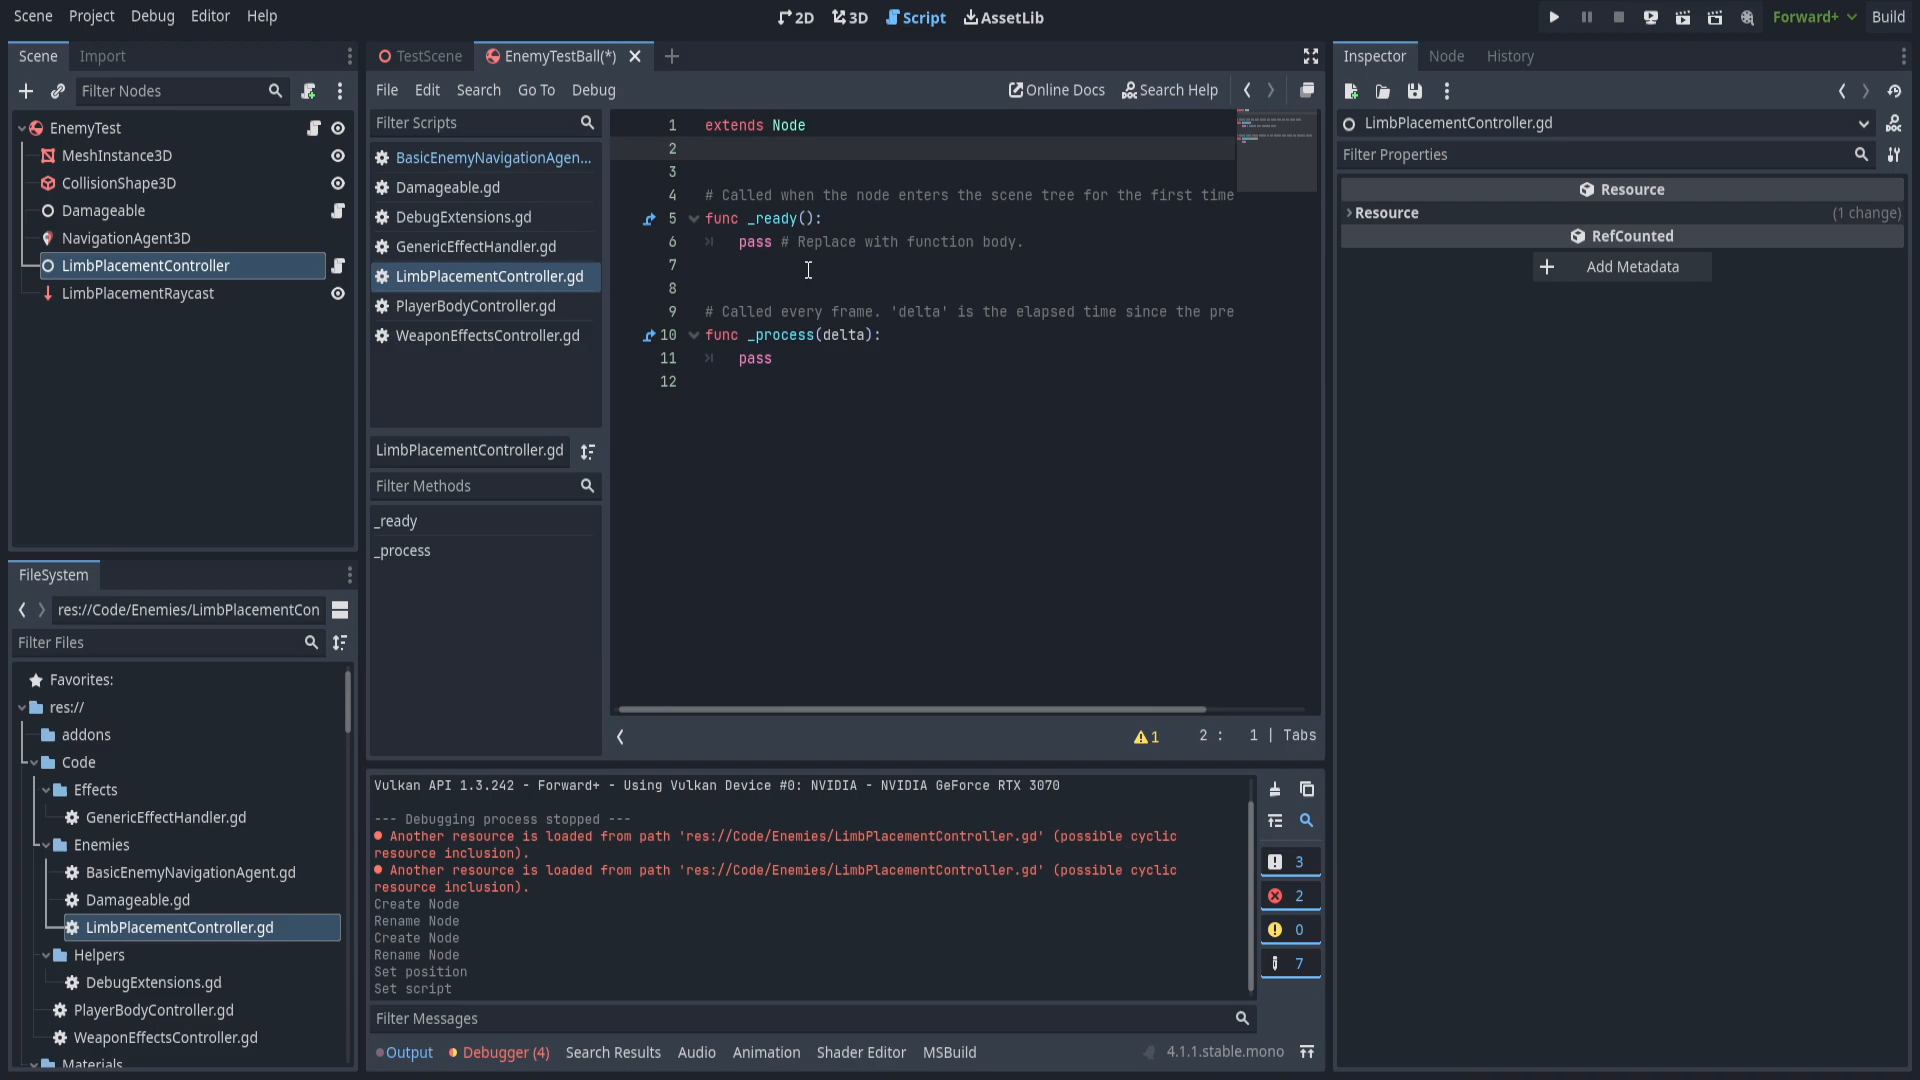 Scene Project Debug Editor Help
2D 3D Script AssetLib
Forward+ Build
Scene Import
Filter Nodes
EnemyTest
MeshInstance3D
CollisionShape3D
Damageable
NavigationAgent3D
LimbPlacementController
LimbPlacementRaycast
FileSystem
res://Code/Enemies/LimbPlacementCon
Filter Files
Favorites:
res://
addons
Code
Effects
GenericEffectHandler.gd
Enemies
BasicEnemyNavigationAgent.gd
Damageable.gd
LimbPlacementController.gd
Helpers
DebugExtensions.gd
PlayerBodyController.gd
WeaponEffectsController.gd
Materials
TestScene EnemyTestBall(*)
File Edit Search Go To Debug
Online Docs Search Help
Filter Scripts
BasicEnemyNavigationAgen...
Damageable.gd
DebugExtensions.gd
GenericEffectHandler.gd
LimbPlacementController.gd
PlayerBodyController.gd
WeaponEffectsController.gd
LimbPlacementController.gd
Filter Methods
_ready
_process
1 extends Node
2
3
4 # Called when the node enters the scene tree for the first time
5 func _ready():
6 pass # Replace with function body.
7
8
9 # Called every frame. 'delta' is the elapsed time since the pre
10 func _process(delta):
11 pass
12
1 2 : 1 | Tabs
Vulkan API 1.3.242 - Forward+ - Using Vulkan Device #0: NVIDIA - NVIDIA GeForce RTX 3070
--- Debugging process stopped ---
Another resource is loaded from path 'res://Code/Enemies/LimbPlacementController.gd' (possible cyclic
resource inclusion).
Another resource is loaded from path 'res://Code/Enemies/LimbPlacementController.gd' (possible cyclic
resource inclusion).
Create Node
Rename Node
Create Node
Rename Node
Set position
Set script
3
2
0
7
Filter Messages
Output Debugger (4) Search Results Audio Animation Shader Editor MSBuild 4.1.1.stable.mono
Inspector Node History
LimbPlacementController.gd
Filter Properties
Resource
Resource (1 change)
RefCounted
Add Metadata